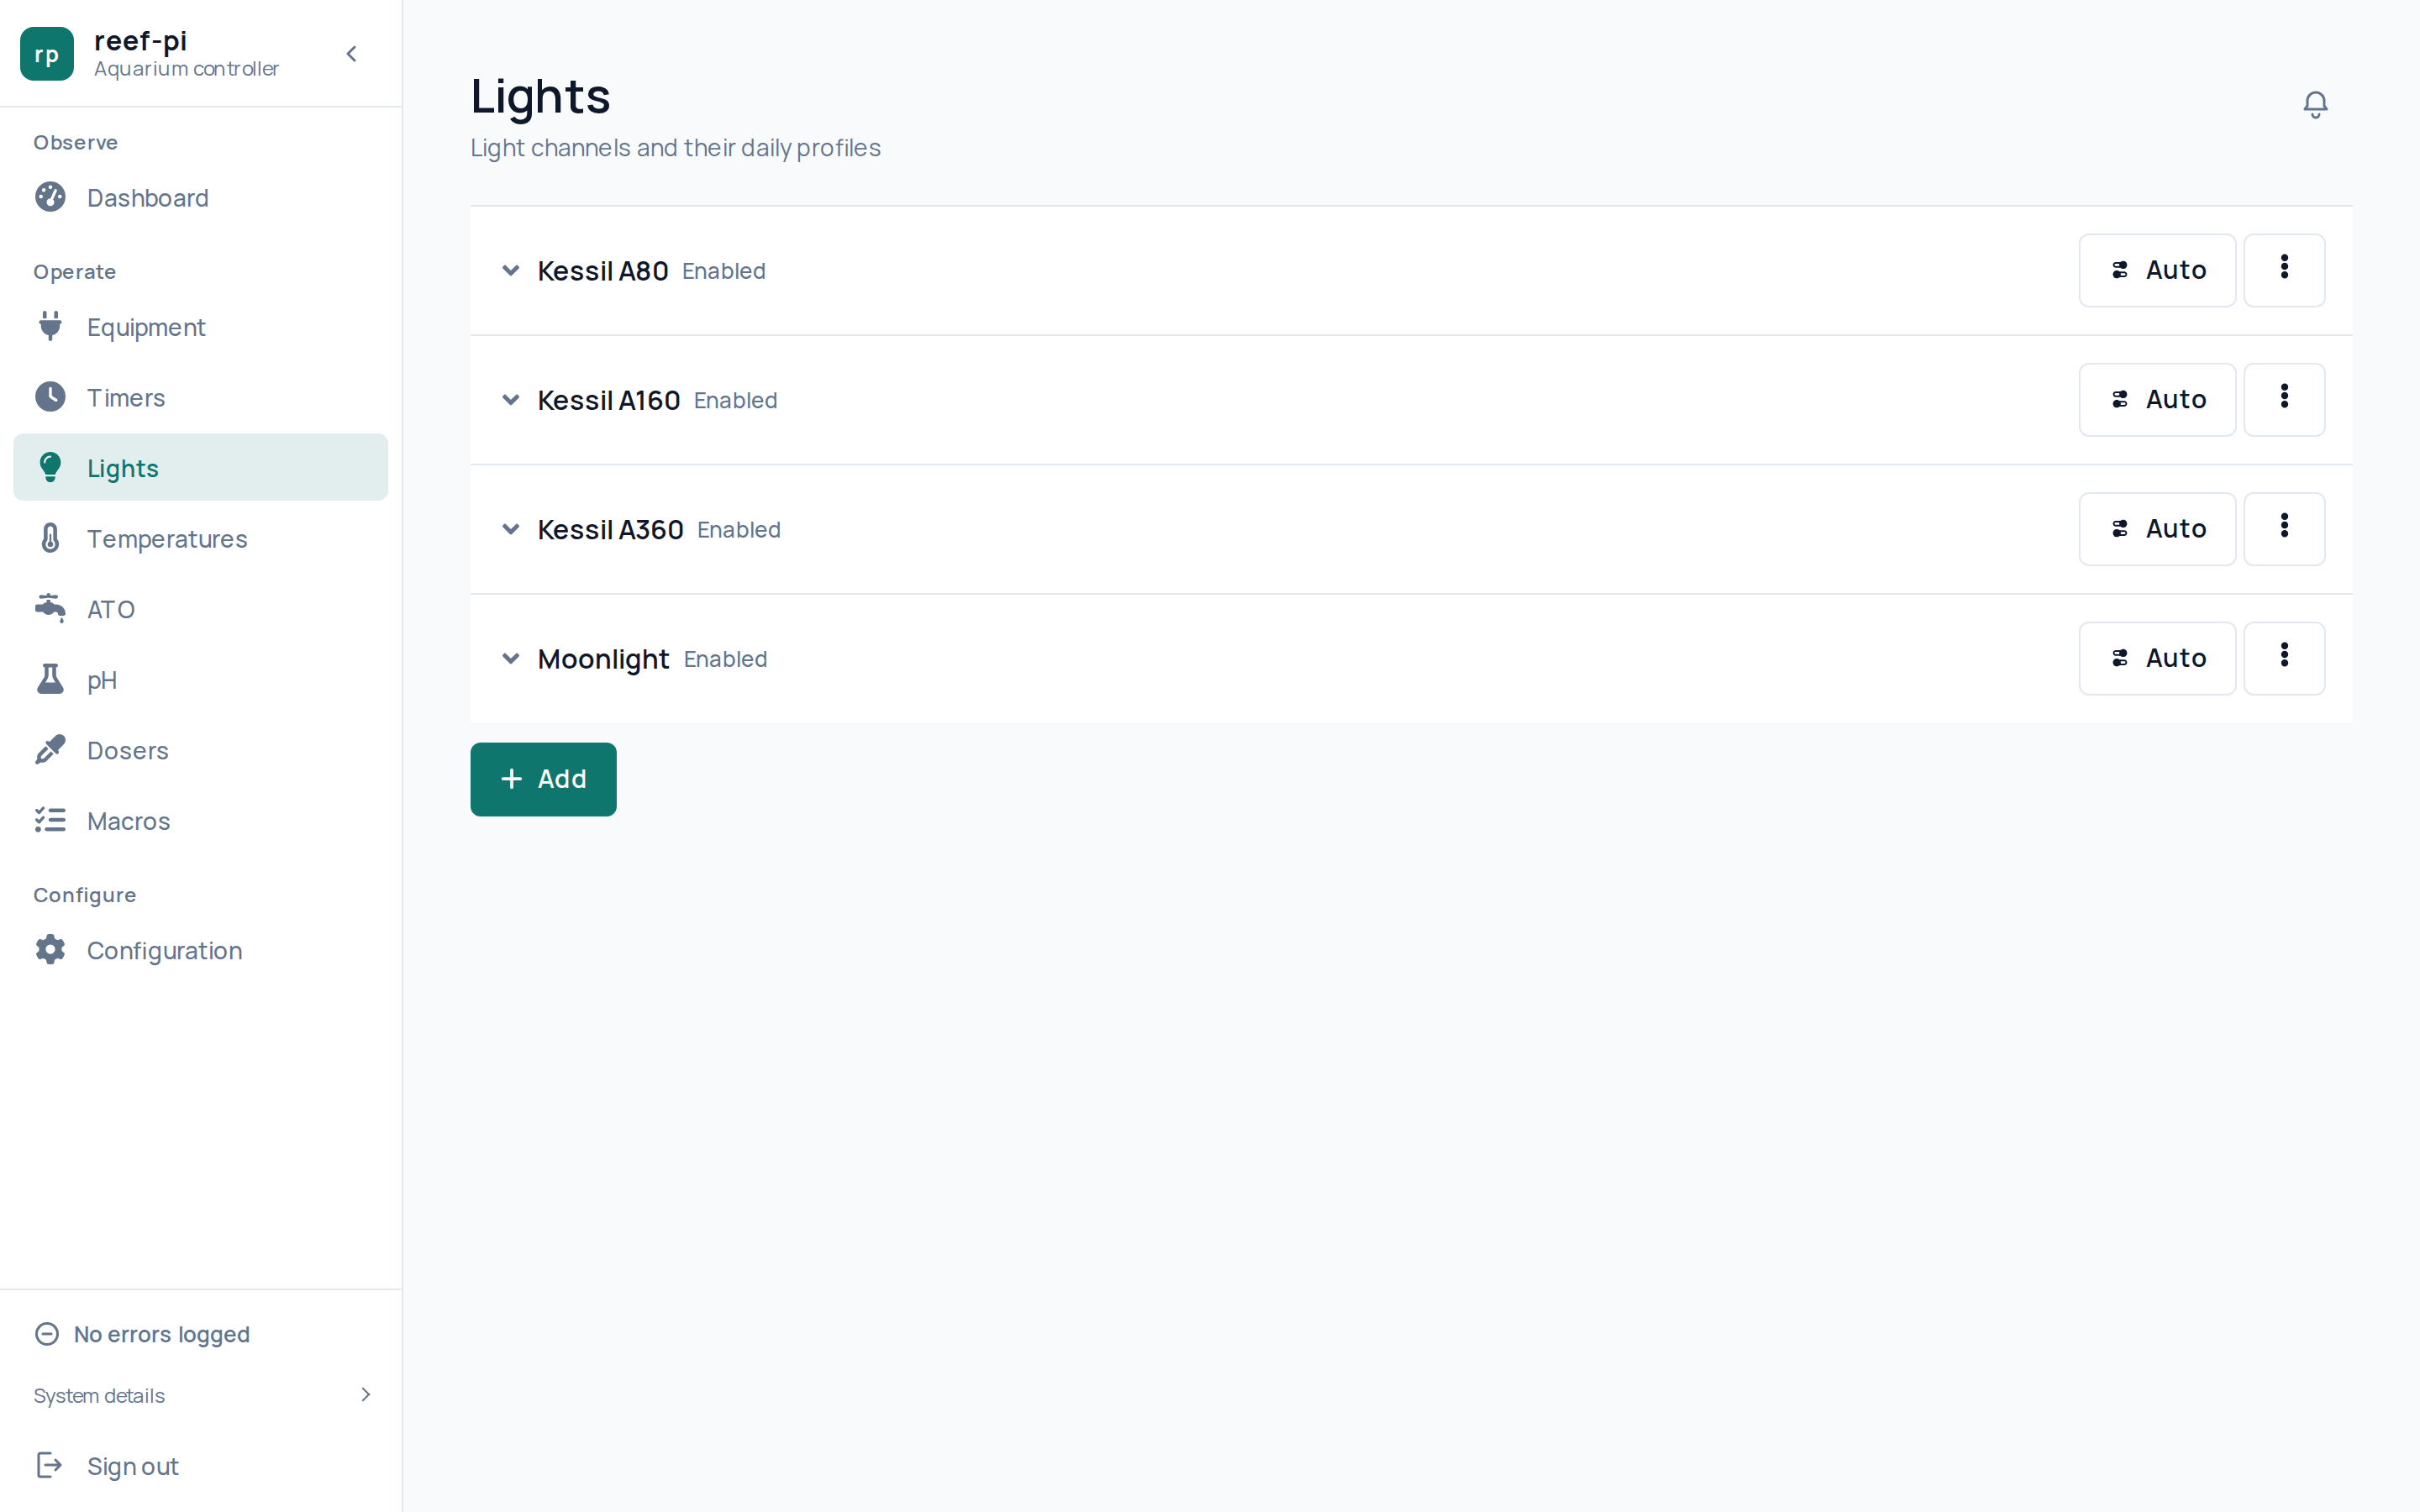 rp
reef-pi
Aquarium controller
Observe
Dashboard
Operate
Equipment
Timers
Lights
Temperatures
ATO
pH
Dosers
Macros
Configure
Configuration
No errors logged
System details
Sign out
Lights
Light channels and their daily profiles
Kessil A80 Enabled Auto
Kessil A160 Enabled Auto
Kessil A360 Enabled Auto
Moonlight Enabled Auto
Add